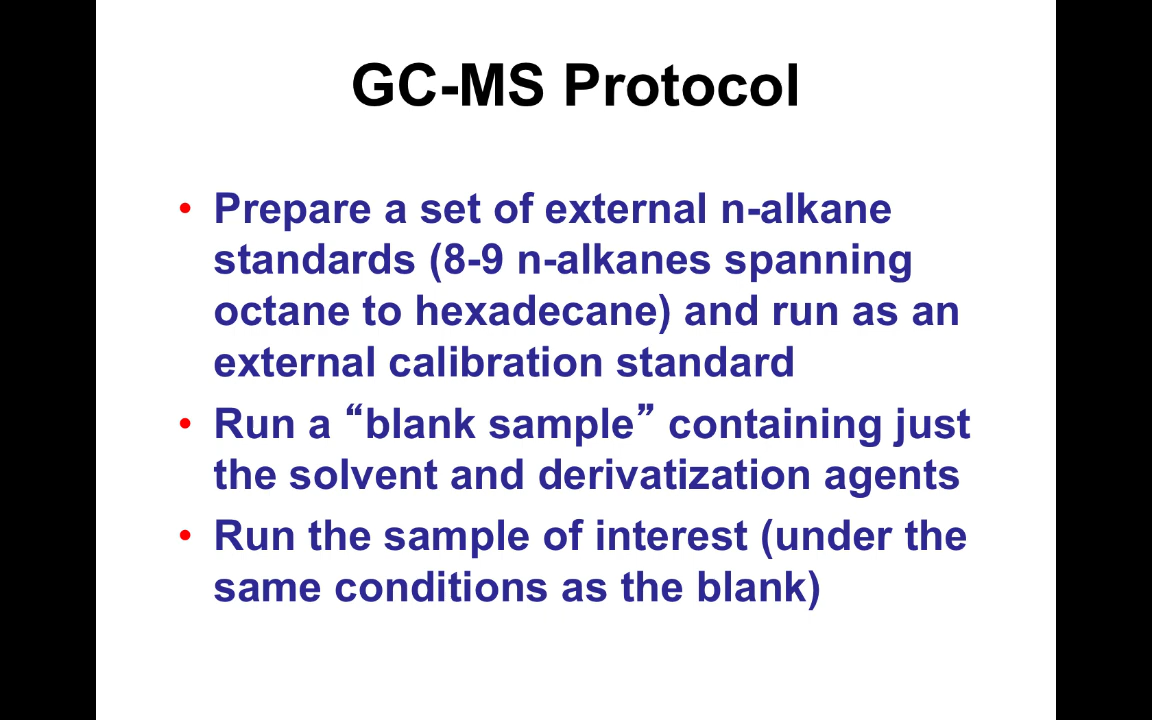 GC-MS Protocol
• Prepare a set of external n-alkane
standards (8-9 n-alkanes spanning
octane to hexadecane) and run as an
external calibration standard
• Run a “blank sample” containing just
the solvent and derivatization agents
• Run the sample of interest (under the
same conditions as the blank)